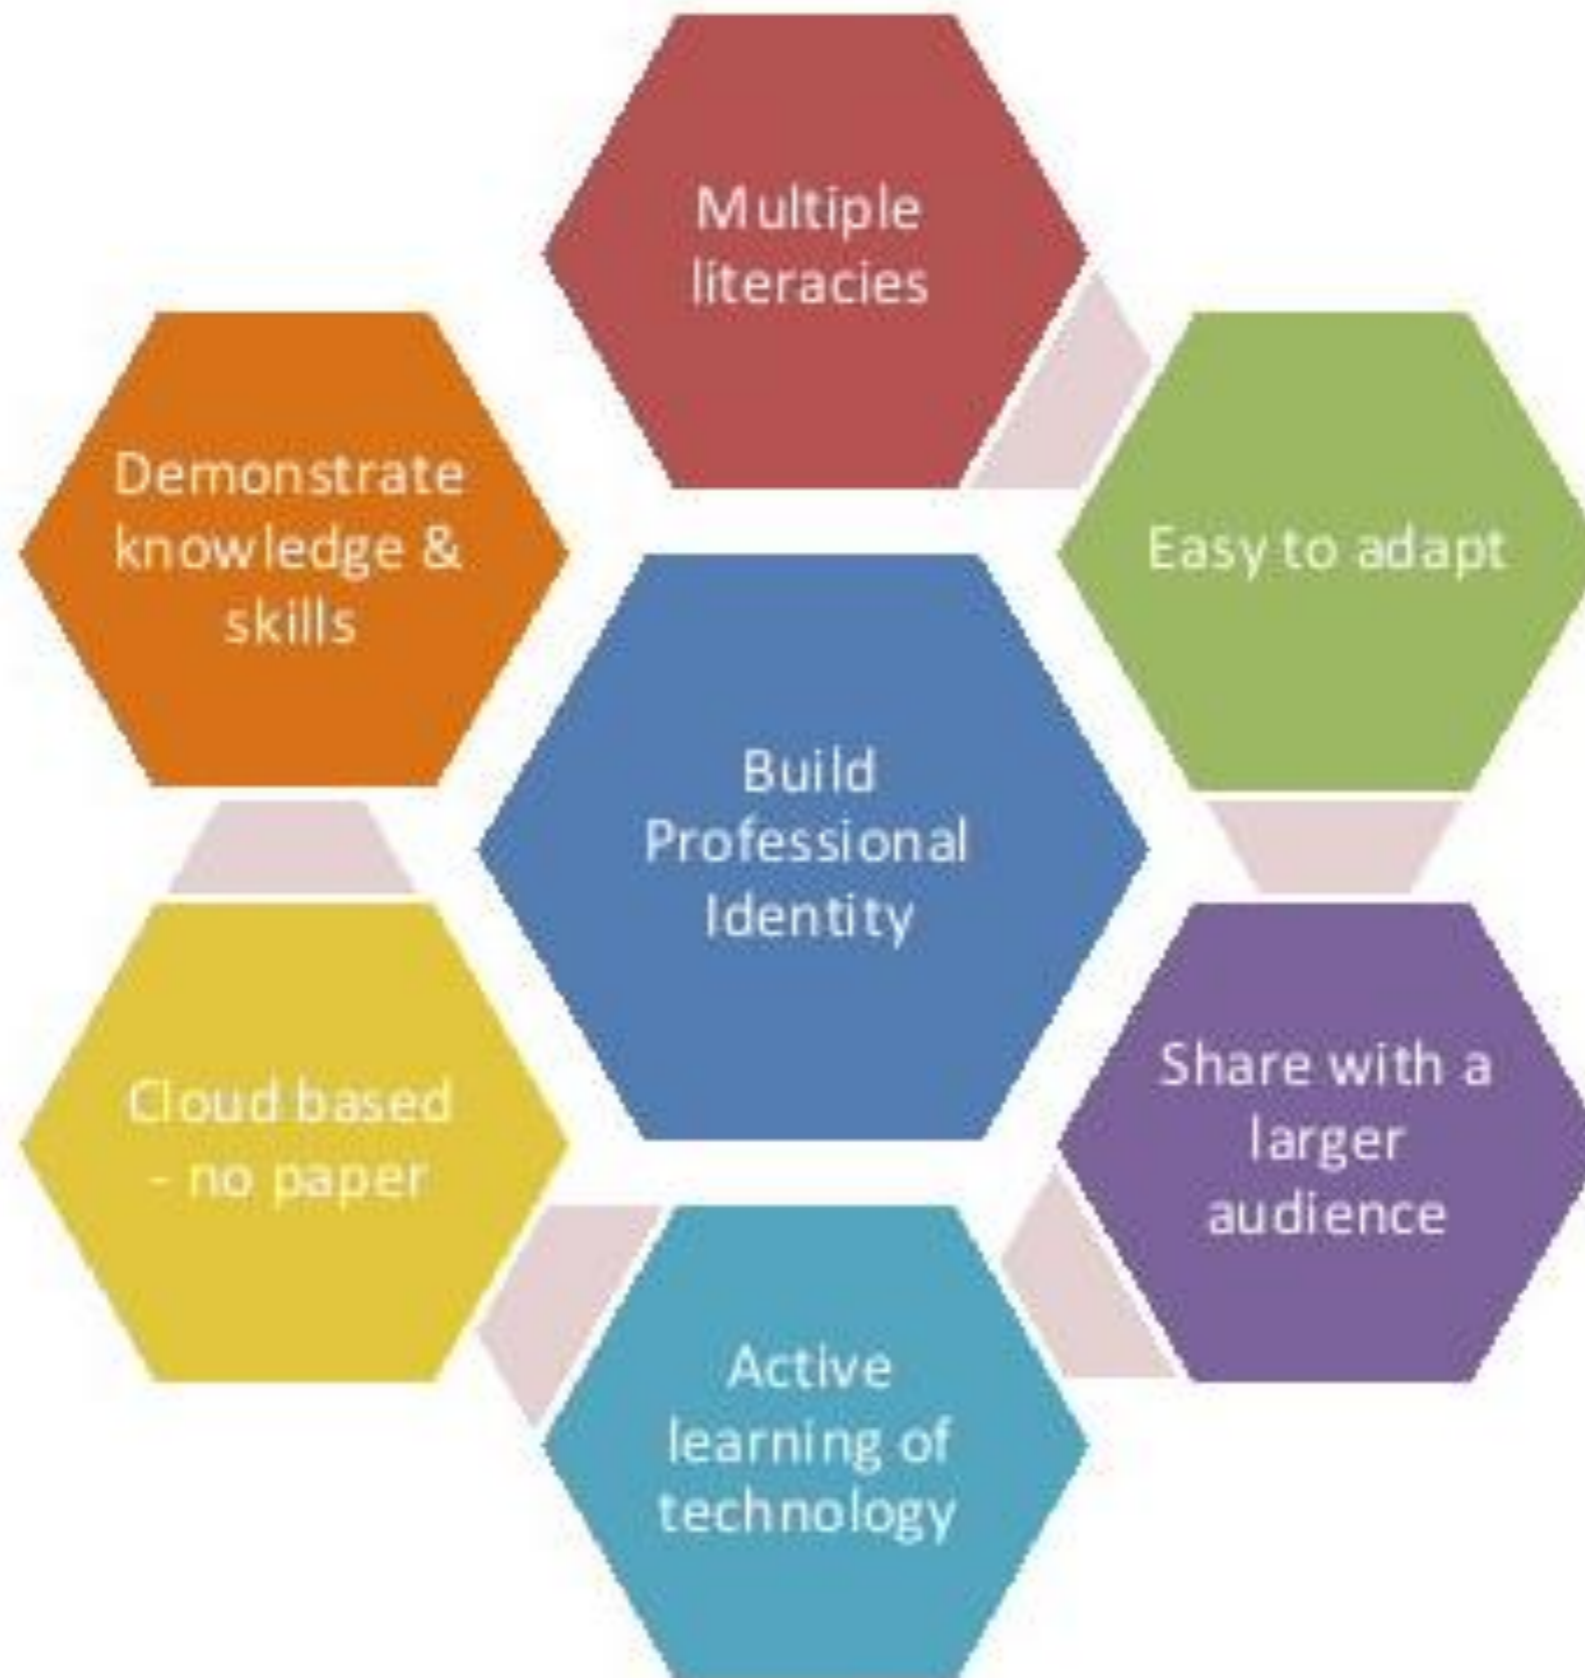 Multiple
literacies
Easy to adapt
Share with a
larger
audience
Active
learning of
technology
Cloud based
- no paper
Demonstrate
knowledge &
skills
Build
Professional
Identity